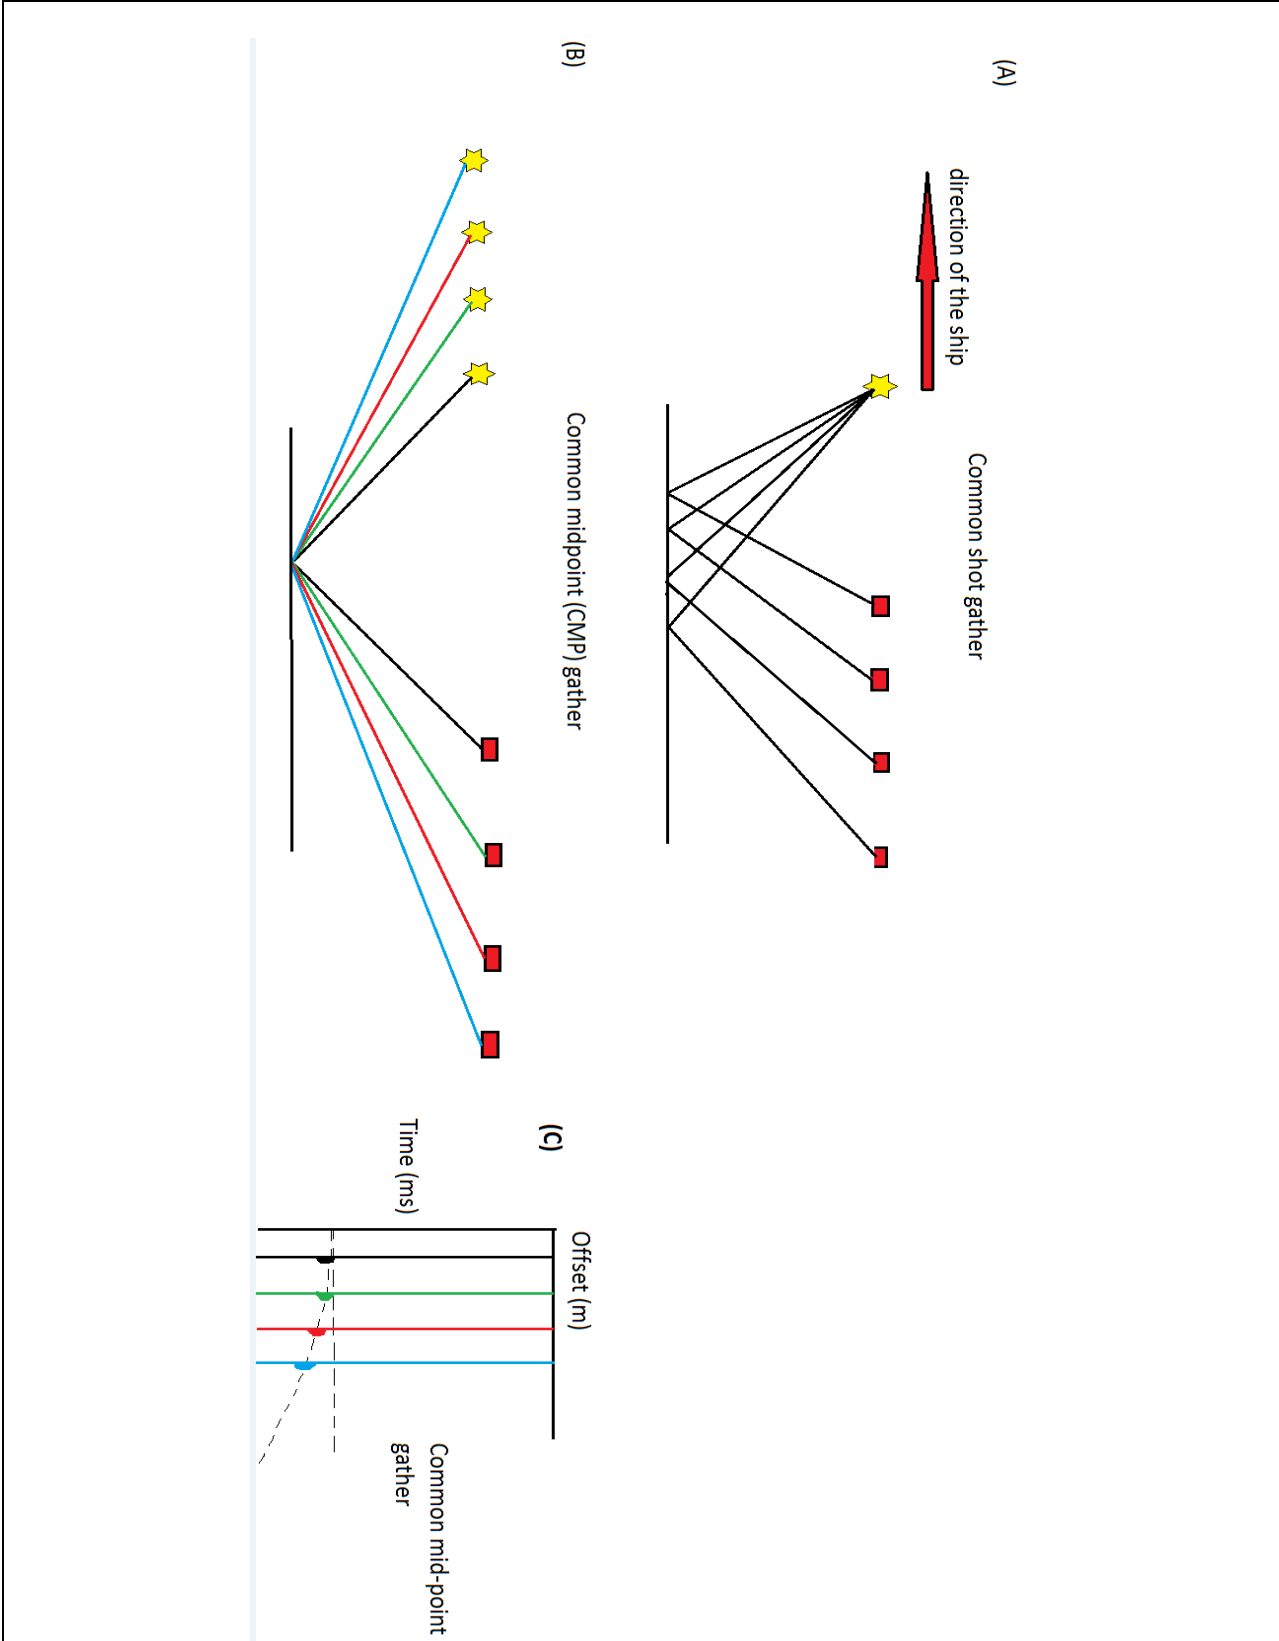 (A)
direction of the ship
Common shot gather
(B)
Common midpoint (CMP) gather
(C)
Offset (m)
Time (ms)
Common mid-point
gather